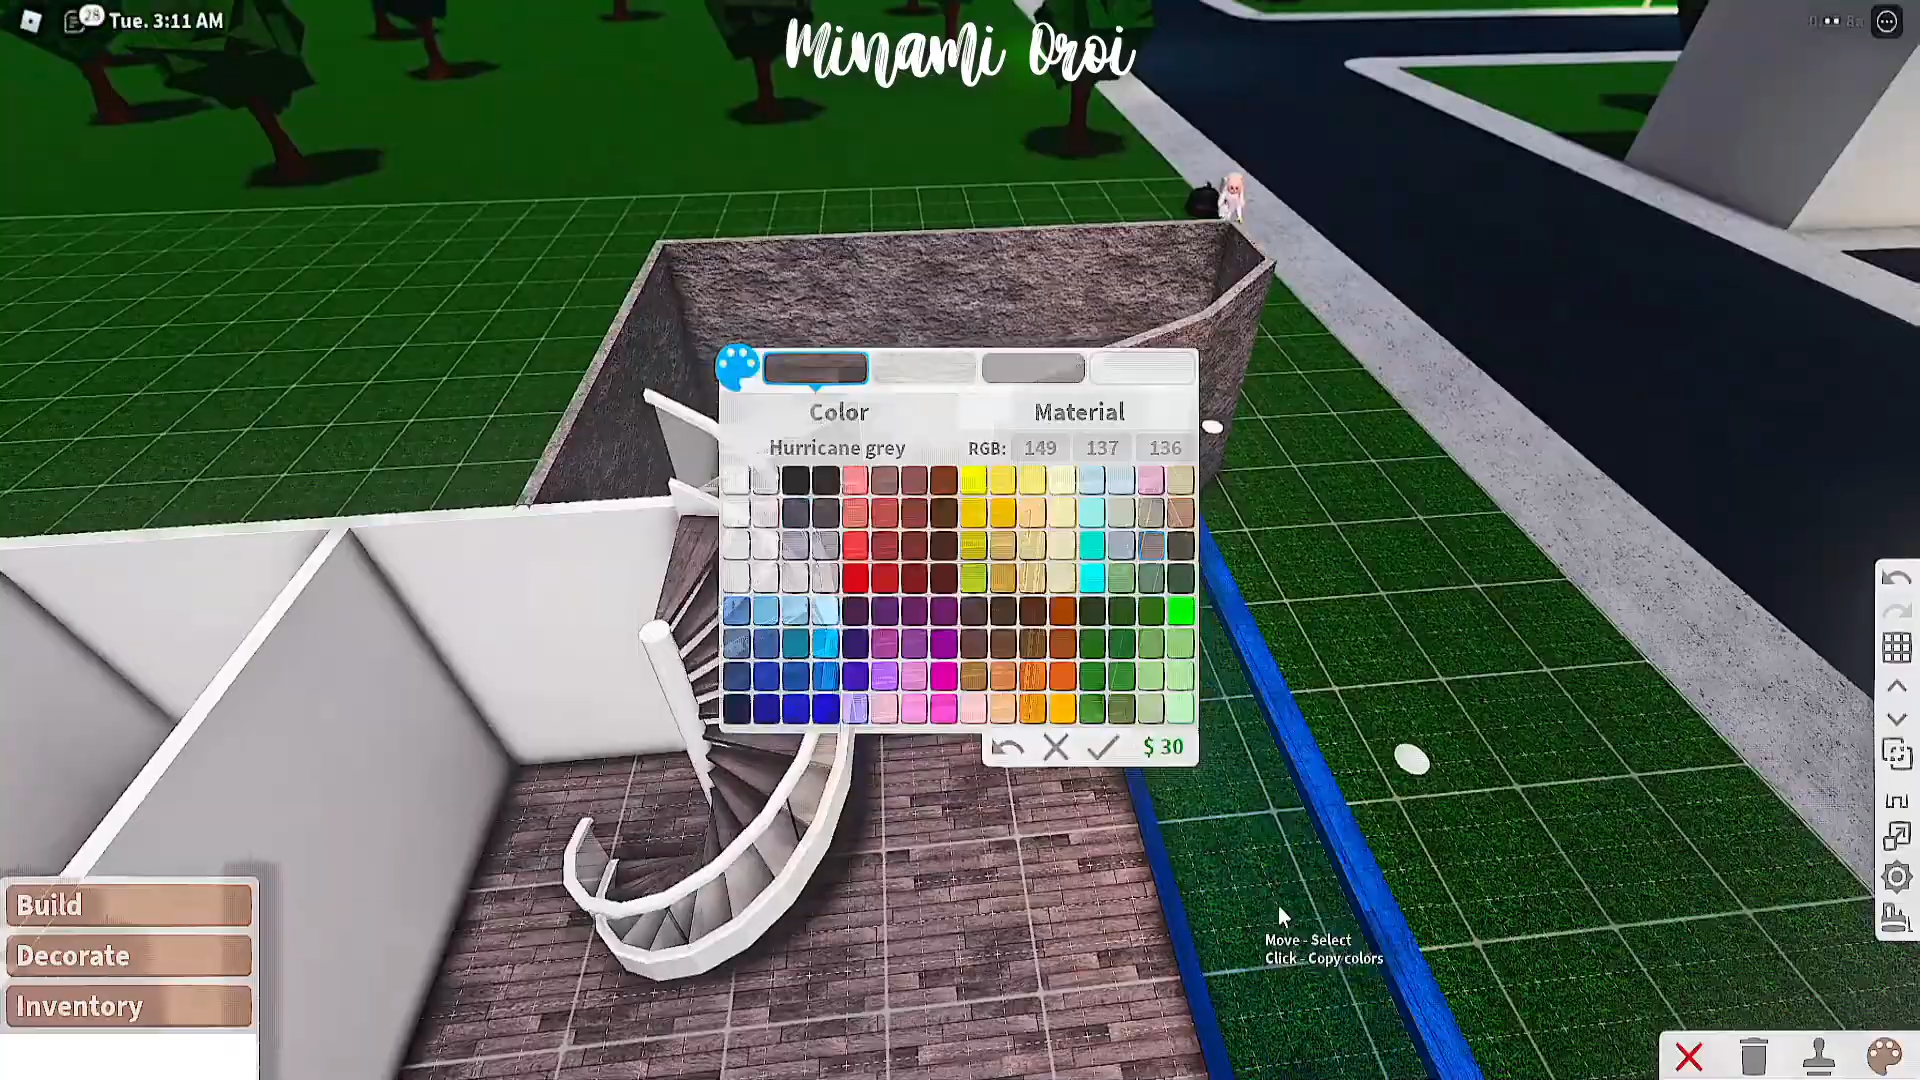 28 Tue. 3:11 AM
Minami Oroi
Color
Material
Hurricane grey
RGB: 149 137 136
$ 30
Build
Decorate
Inventory
Move - Select
Click - Copy colors